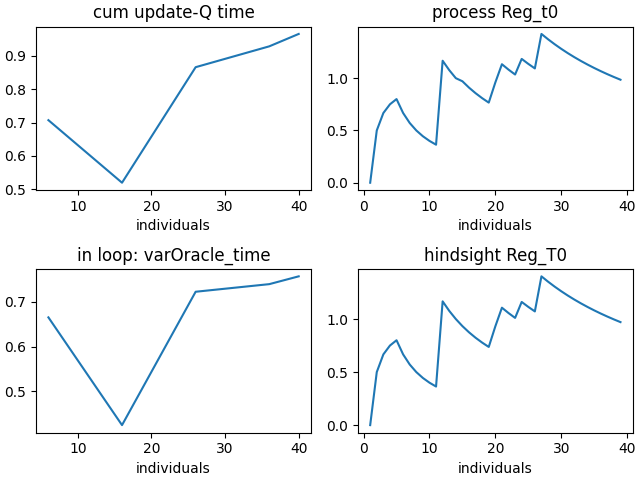 cum update-Q time
0.9
0.8
0.7
0.6
0.5
10 20 30 40
individuals
process Reg_t0
1.0
0.5
0.0
0 10 20 30 40
individuals
in loop: varOracle_time
0.7
0.6
0.5
10 20 30 40
individuals
hindsight Reg_T0
1.0
0.5
0.0
0 10 20 30 40
individuals